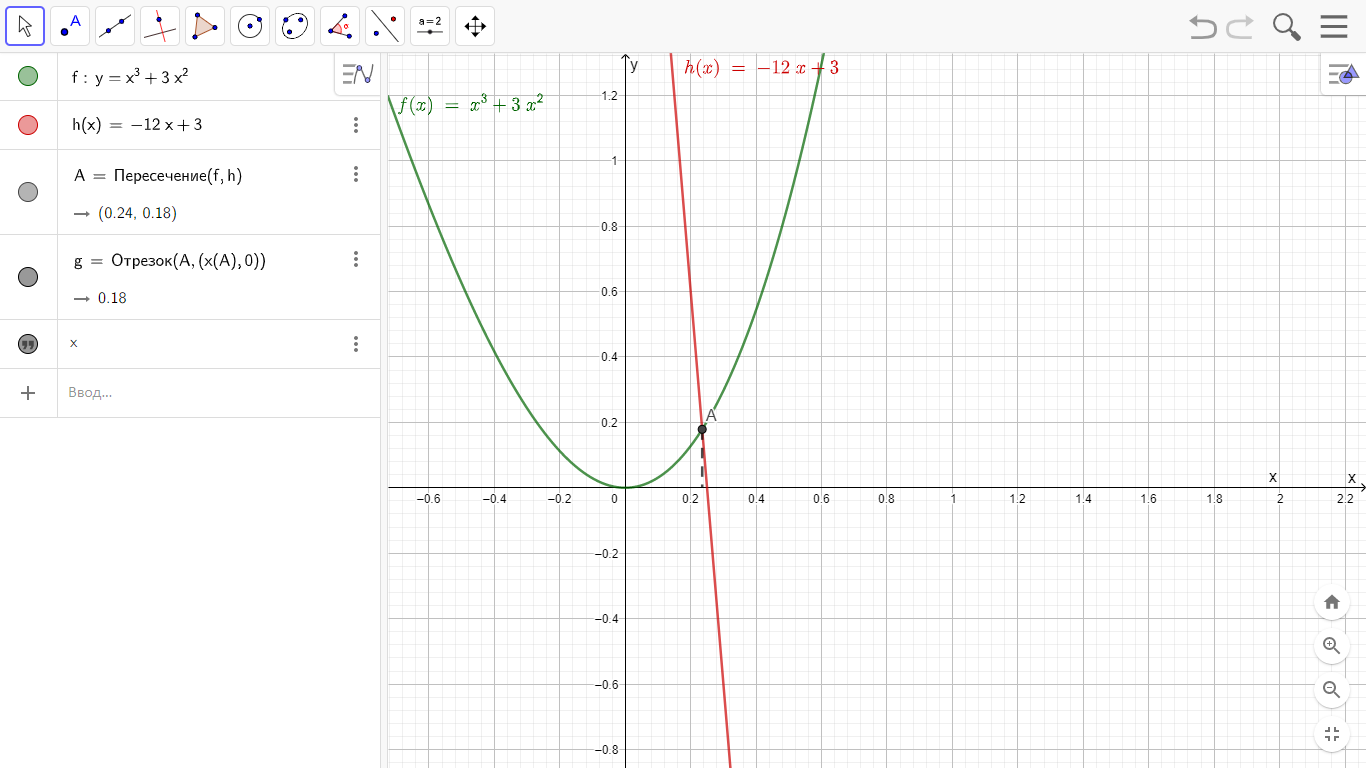 A
a=2
f : y = x³ + 3 x²
h(x) = −12 x + 3
A = Пересечение(f, h)
→ (0.24, 0.18)
g = Отрезок(A, (x(A), 0))
→ 0.18
x
Ввод...
y
h(x) = −12 x + 3
f(x) = x³ + 3 x²
1.2
1
0.8
0.6
0.4
A
0.2
x
x
−0.6 −0.4 −0.2 0 0.2 0.4 0.6 0.8 1 1.2 1.4 1.6 1.8 2 2.2
−0.2
−0.4
−0.6
−0.8